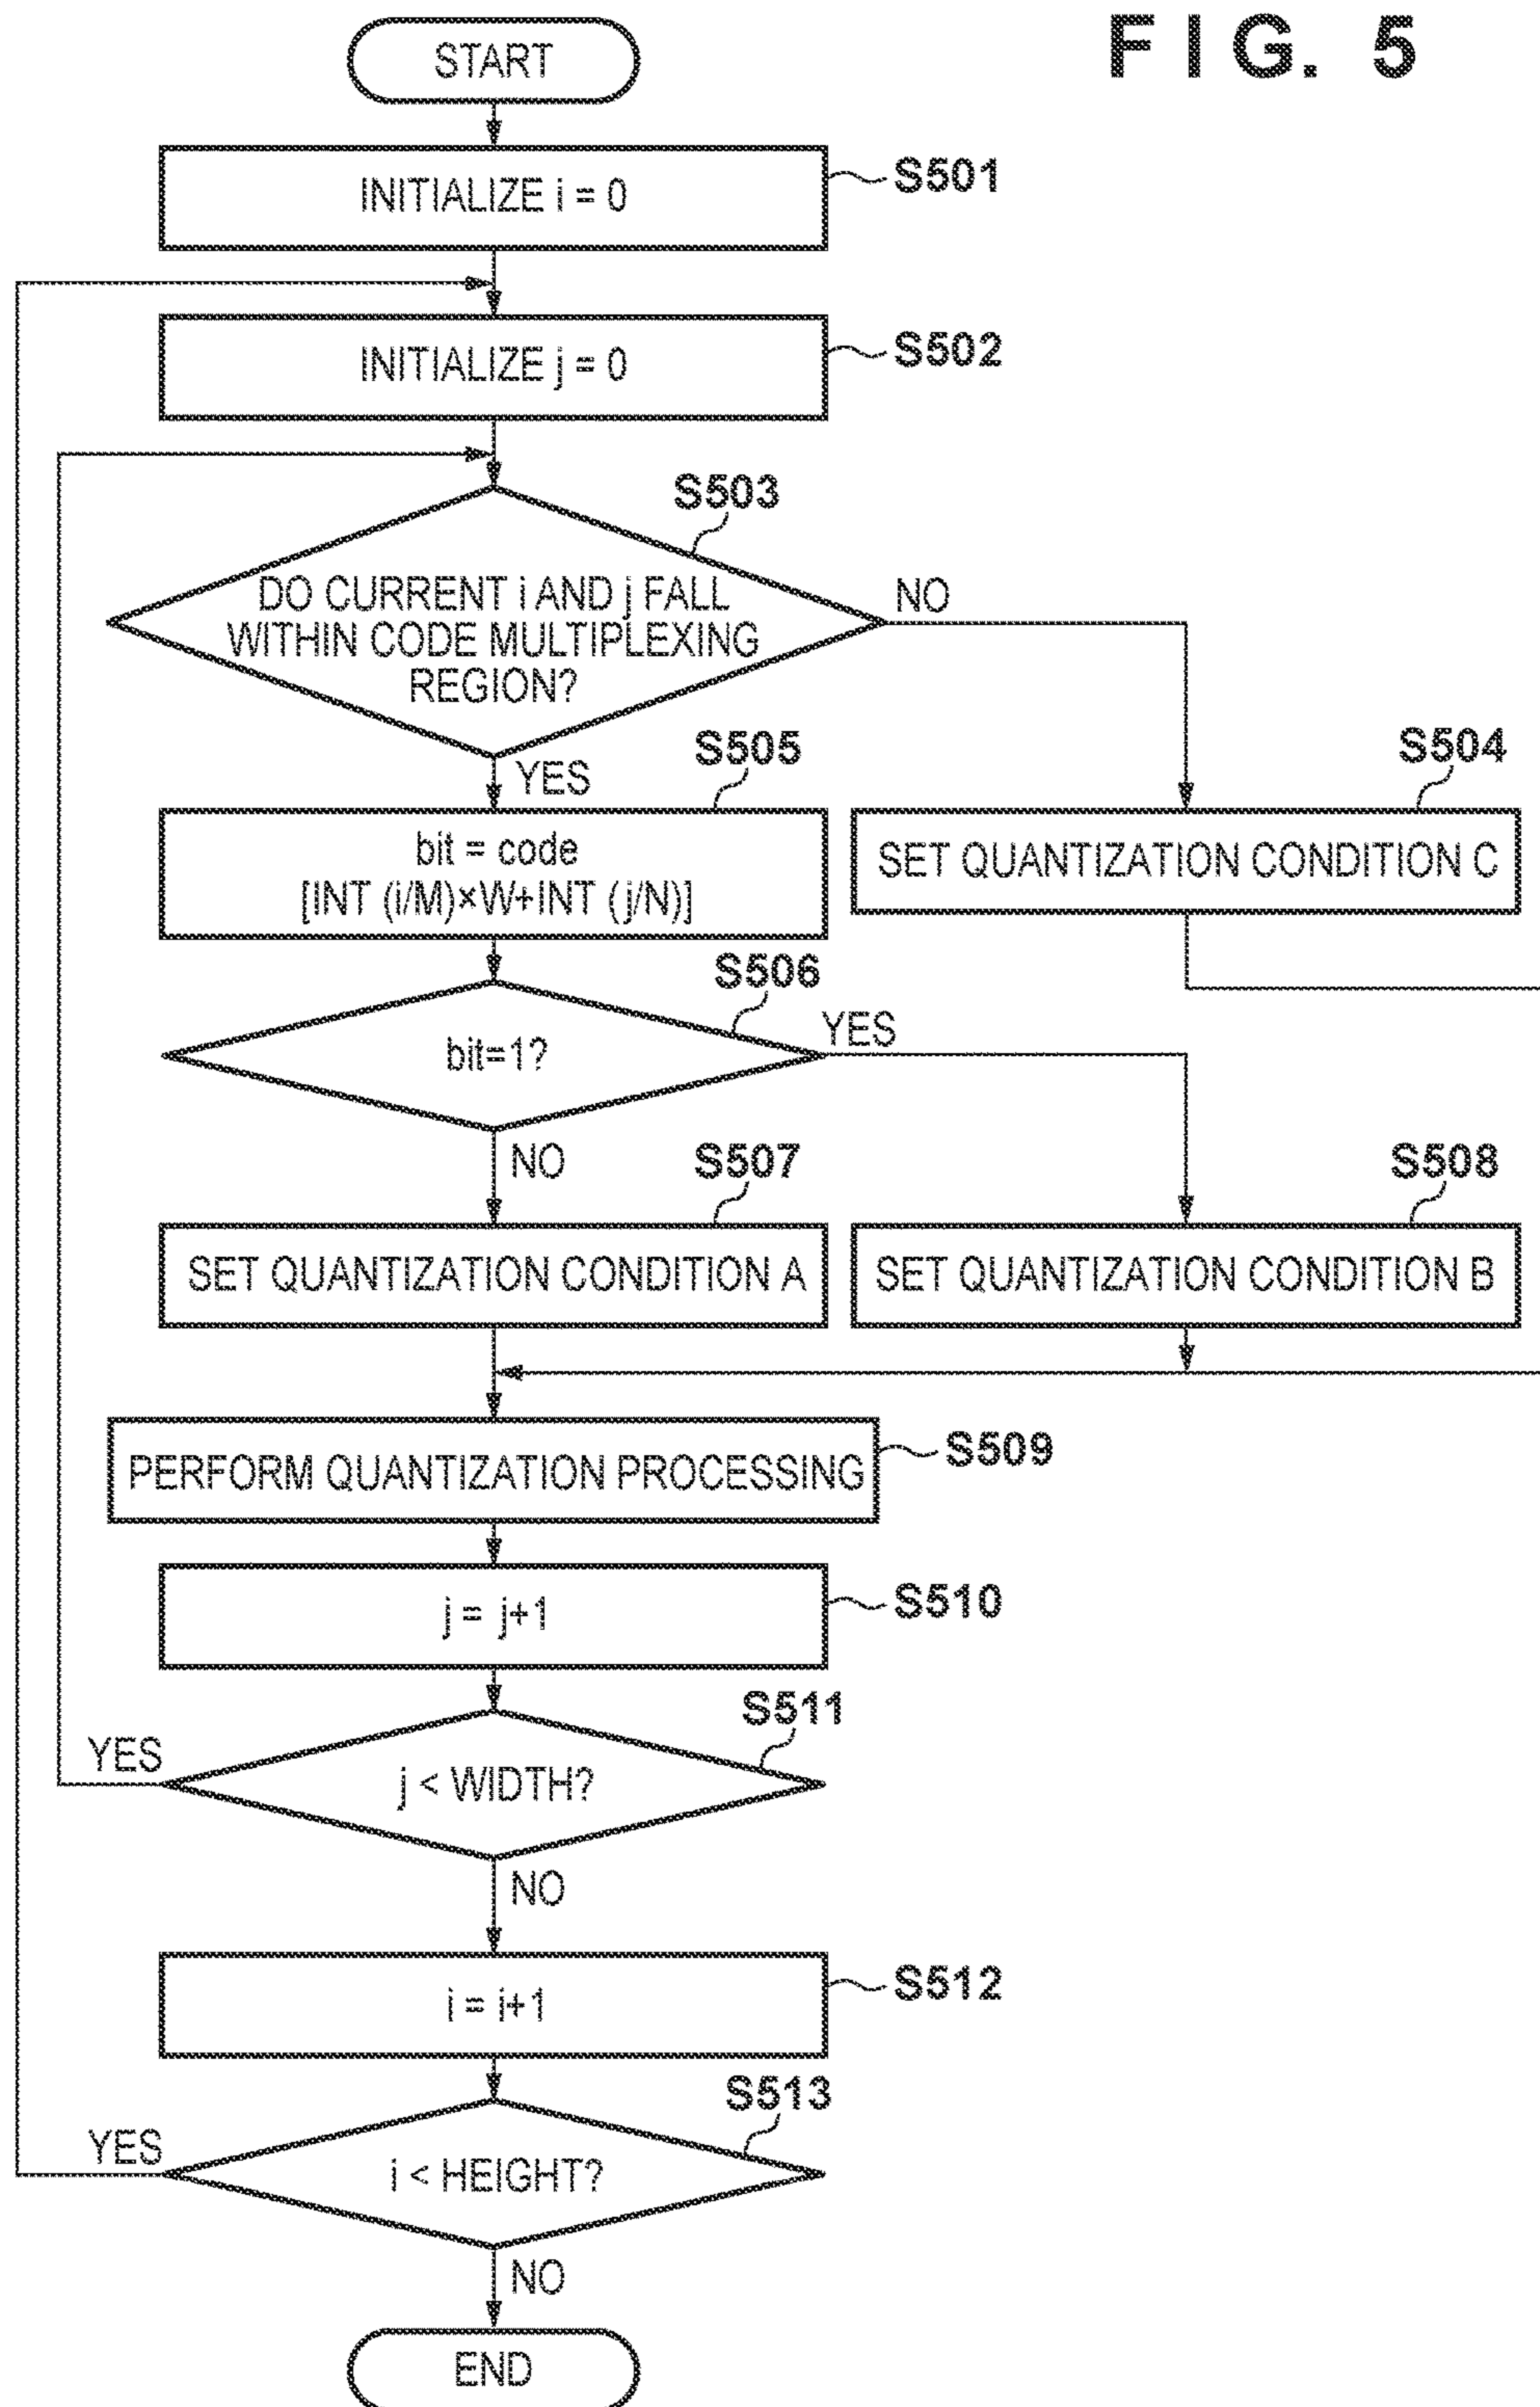 FIG. 5
START
INITIALIZE i = 0
S501
INITIALIZE j = 0
S502
S503
DO CURRENT i AND j FALL
WITHIN CODE MULTIPLEXING
REGION?
NO
YES
S505
S504
bit = code
[INT (i/M)×W+INT (j/N)]
SET QUANTIZATION CONDITION C
S506
bit=1?
YES
NO
S507
S508
SET QUANTIZATION CONDITION A
SET QUANTIZATION CONDITION B
PERFORM QUANTIZATION PROCESSING
S509
j = j+1
S510
S511
YES
j < WIDTH?
NO
i = i+1
S512
S513
YES
i < HEIGHT?
NO
END